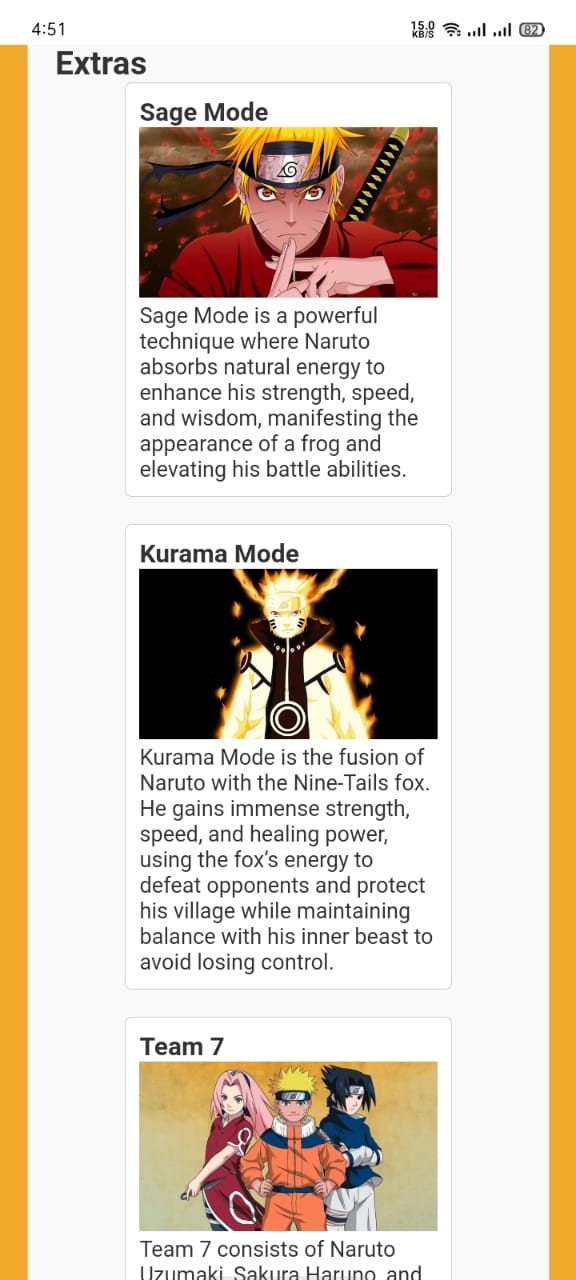 4:51
15.0
KB/S
82
Extras
Sage Mode
Sage Mode is a powerful
technique where Naruto
absorbs natural energy to
enhance his strength, speed,
and wisdom, manifesting the
appearance of a frog and
elevating his battle abilities.
Kurama Mode
Kurama Mode is the fusion of
Naruto with the Nine-Tails fox.
He gains immense strength,
speed, and healing power,
using the fox’s energy to
defeat opponents and protect
his village while maintaining
balance with his inner beast to
avoid losing control.
Team 7
Team 7 consists of Naruto
Uzumaki, Sakura Haruno, and